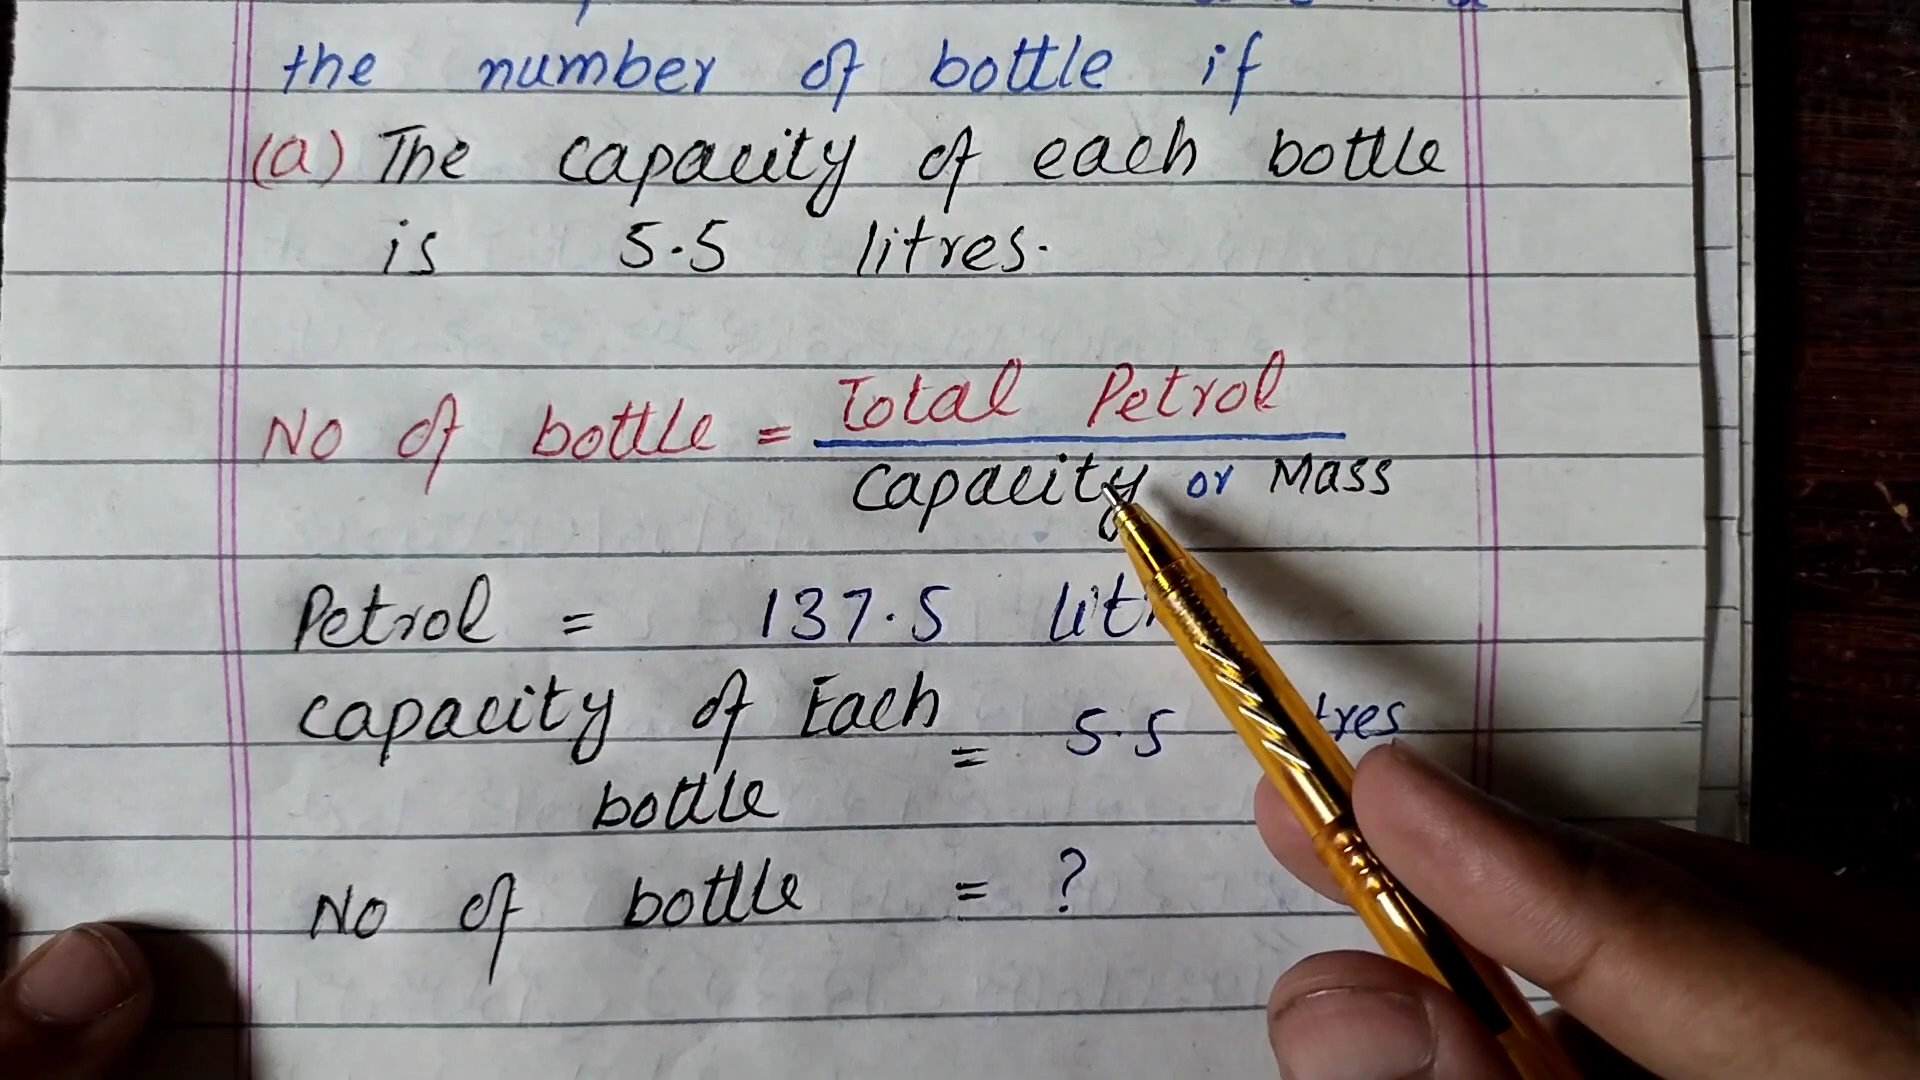 the number of bottle if
(a) The capacity of each bottle
is 5.5 litres.
No of bottle = Total Petrol
Capacity or Mass
Petrol = 137.5
Capacity of Each
= 5.5
bottle
No of bottle = ?